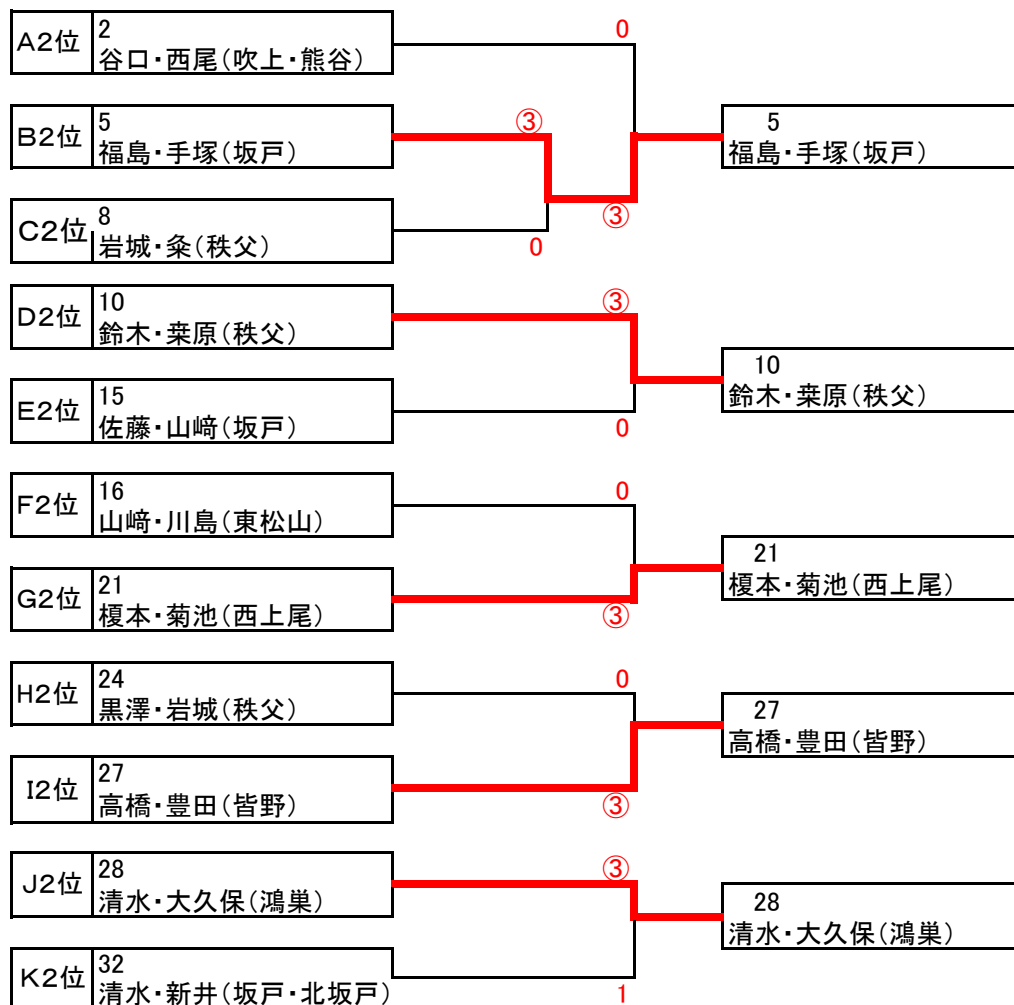 A2位 2
谷口・西尾(吹上・熊谷)
0
B2位 5
福島・手塚(坂戸)
③
5
福島・手塚(坂戸)
C2位 8
岩城・粂(秩父)
0
③
D2位 10
鈴木・桒原(秩父)
③
10
鈴木・桒原(秩父)
E2位 15
佐藤・山﨑(坂戸)
0
F2位 16
山﨑・川島(東松山)
0
21
榎本・菊池(西上尾)
G2位 21
榎本・菊池(西上尾)
③
H2位 24
黒澤・岩城(秩父)
0
27
高橋・豊田(皆野)
I2位 27
高橋・豊田(皆野)
③
J2位 28
清水・大久保(鴻巣)
③
28
清水・大久保(鴻巣)
K2位 32
清水・新井(坂戸・北坂戸)
1